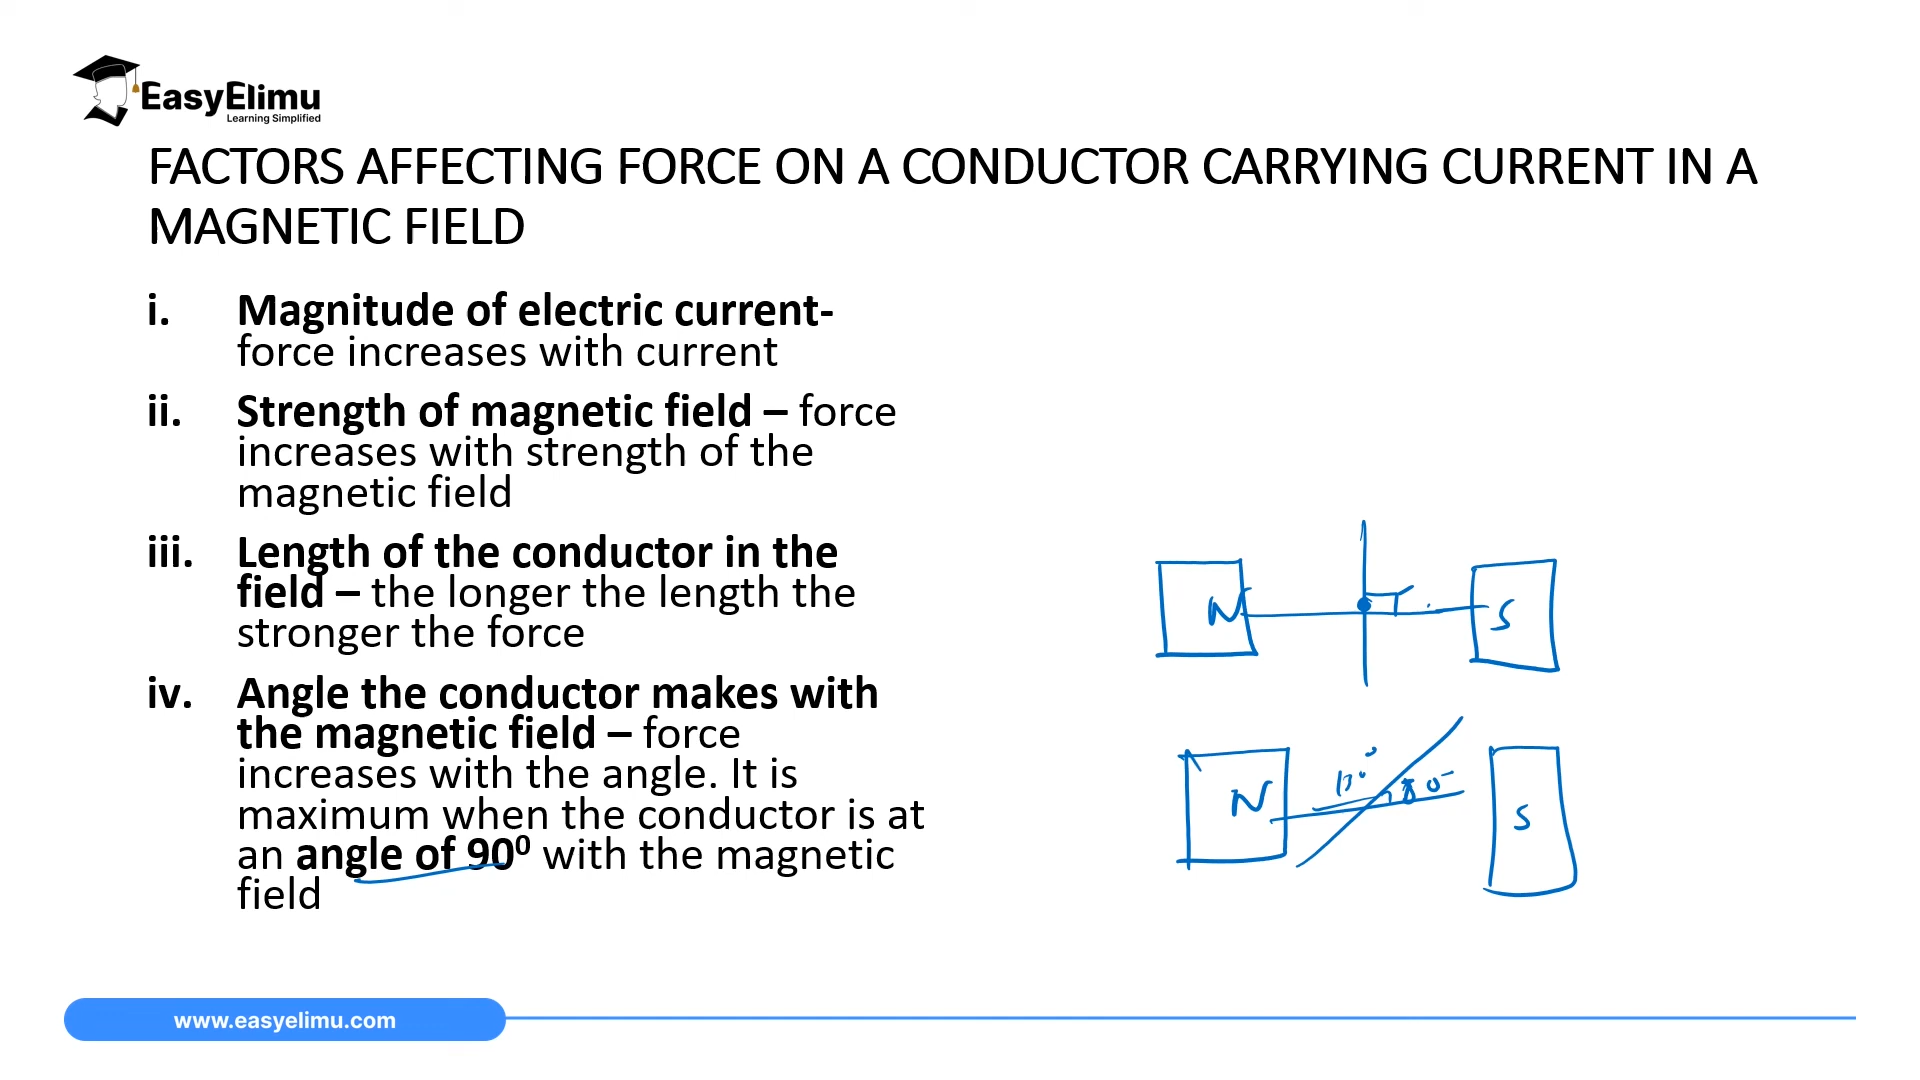 EasyElimu
Learning Simplified
FACTORS AFFECTING FORCE ON A CONDUCTOR CARRYING CURRENT IN A
MAGNETIC FIELD
i. Magnitude of electric current-
force increases with current
ii. Strength of magnetic field – force
increases with strength of the
magnetic field
iii. Length of the conductor in the
field – the longer the length the
stronger the force
iv. Angle the conductor makes with
the magnetic field – force
increases with the angle. It is
maximum when the conductor is at
an angle of 90⁰ with the magnetic
field
N S
N S
www.easyelimu.com